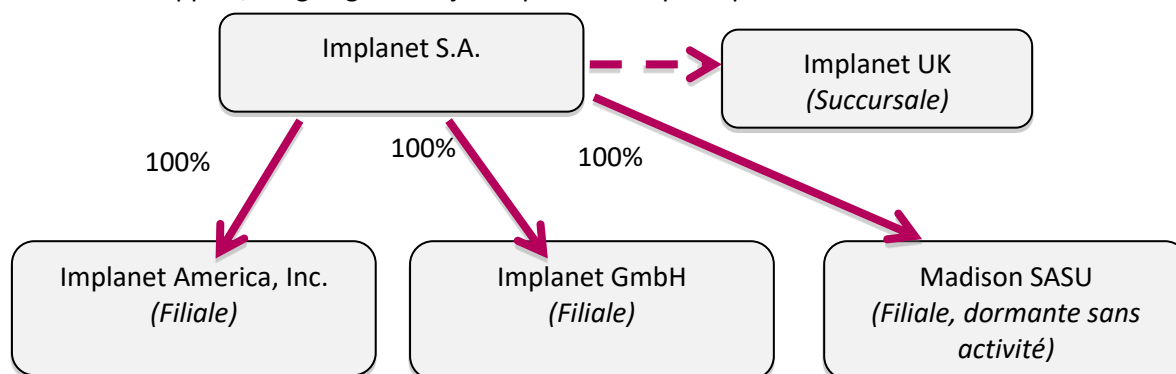 Implanet S.A.
Implanet UK
(Succursale)
100%
100%
100%
Implanet America, Inc.
(Filiale)
Implanet GmbH
(Filiale)
Madison SASU
(Filiale, dormante sans
activité)